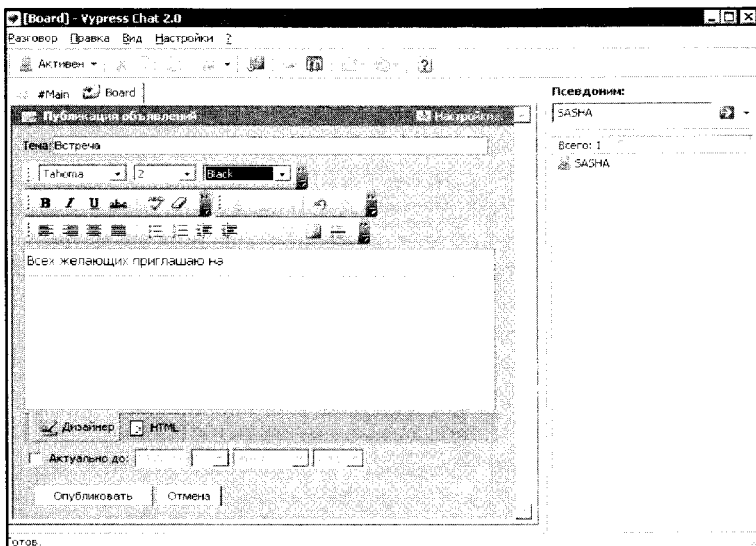 [Board] - Vypress Chat 2.0
Разговор Правка Вид Настройки ?
Активен
#Main Board
Псевдоним:
SASHA
Публикация объявлений Настройки...
Тема: Встреча
Всего: 1
SASHA
Tahoma 2 Black
B I U abc
Всех желающих приглашаю на
Дизайнер HTML
Актуально до:
Опубликовать Отмена
Готов.